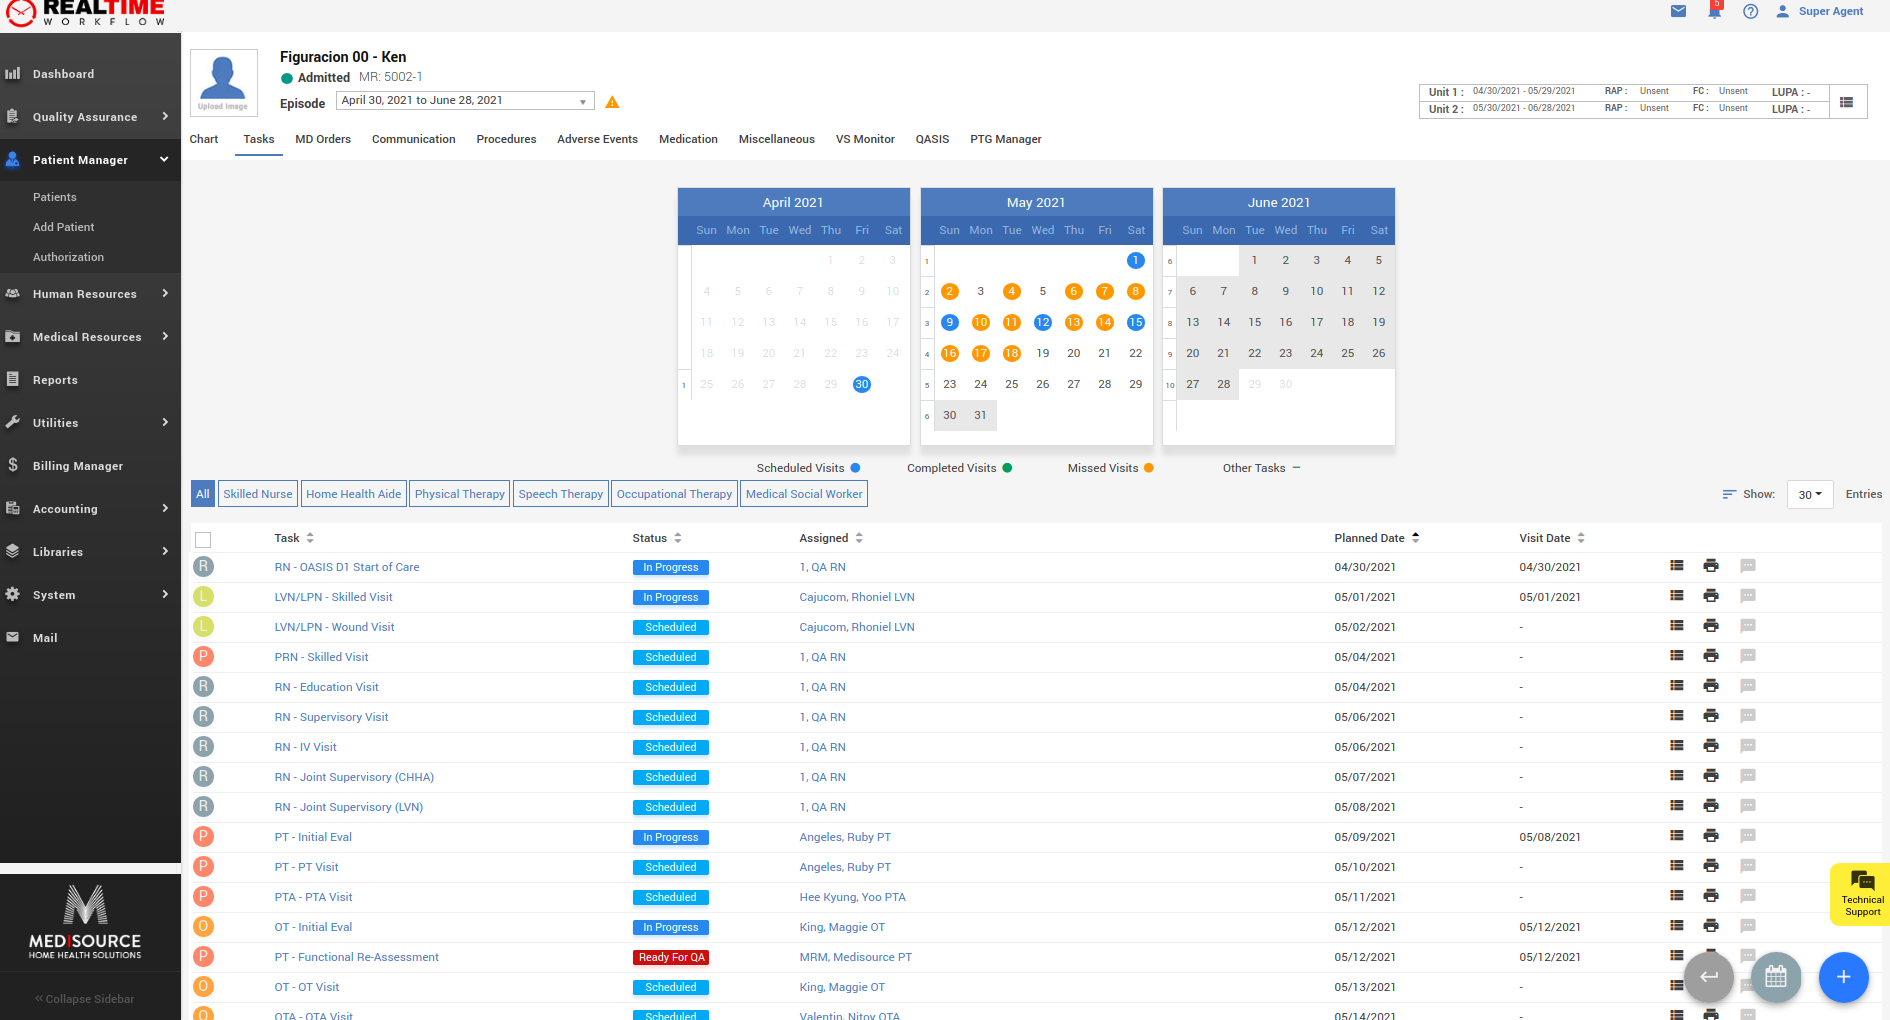 REALTIME
WORKFLOW
5
Super Agent
Dashboard
Quality Assurance
Patient Manager
Patients
Add Patient
Authorization
Human Resources
Medical Resources
Reports
Utilities
Billing Manager
Accounting
Libraries
System
Mail
MEDISOURCE
HOME HEALTH SOLUTIONS
Collapse Sidebar
Upload Image
Figuracion 00 - Ken
Admitted MR: 5002-1
Episode April 30, 2021 to June 28, 2021
Unit 1 : 04/30/2021 - 05/29/2021 RAP : Unsent FC : Unsent LUPA : -
Unit 2 : 05/30/2021 - 06/28/2021 RAP : Unsent FC : Unsent LUPA : -
Chart Tasks MD Orders Communication Procedures Adverse Events Medication Miscellaneous VS Monitor QASIS PTG Manager
April 2021
Sun Mon Tue Wed Thu Fri Sat
1 2 3
4 5 6 7 8 9 10
11 12 13 14 15 16 17
18 19 20 21 22 23 24
1 25 26 27 28 29 30
May 2021
Sun Mon Tue Wed Thu Fri Sat
1 1
2 2 3 4 5 6 7 8
3 9 10 11 12 13 14 15
4 16 17 18 19 20 21 22
5 23 24 25 26 27 28 29
6 30 31
June 2021
Sun Mon Tue Wed Thu Fri Sat
6 1 2 3 4 5
7 6 7 8 9 10 11 12
8 13 14 15 16 17 18 19
9 20 21 22 23 24 25 26
10 27 28 29 30
Scheduled Visits Completed Visits Missed Visits Other Tasks
All Skilled Nurse Home Health Aide Physical Therapy Speech Therapy Occupational Therapy Medical Social Worker
Show: 30 Entries
Task Status Assigned Planned Date Visit Date
R RN - OASIS D1 Start of Care In Progress 1, QA RN 04/30/2021 04/30/2021
L LVN/LPN - Skilled Visit In Progress Cajucom, Rhoniel LVN 05/01/2021 05/01/2021
L LVN/LPN - Wound Visit Scheduled Cajucom, Rhoniel LVN 05/02/2021 -
P PRN - Skilled Visit Scheduled 1, QA RN 05/04/2021 -
R RN - Education Visit Scheduled 1, QA RN 05/04/2021 -
R RN - Supervisory Visit Scheduled 1, QA RN 05/06/2021 -
R RN - IV Visit Scheduled 1, QA RN 05/06/2021 -
R RN - Joint Supervisory (CHHA) Scheduled 1, QA RN 05/07/2021 -
R RN - Joint Supervisory (LVN) Scheduled 1, QA RN 05/08/2021 -
P PT - Initial Eval In Progress Angeles, Ruby PT 05/09/2021 05/08/2021
P PT - PT Visit Scheduled Angeles, Ruby PT 05/10/2021 -
P PTA - PTA Visit Scheduled Hee Kyung, Yoo PTA 05/11/2021 -
O OT - Initial Eval In Progress King, Maggie OT 05/12/2021 05/12/2021
P PT - Functional Re-Assessment Ready For QA MRM, Medisource PT 05/12/2021 05/12/2021
O OT - OT Visit Scheduled King, Maggie OT 05/13/2021 -
O OTA - OTA Visit Scheduled Valentin, Nitoy OTA 05/14/2021 -
Technical
Support